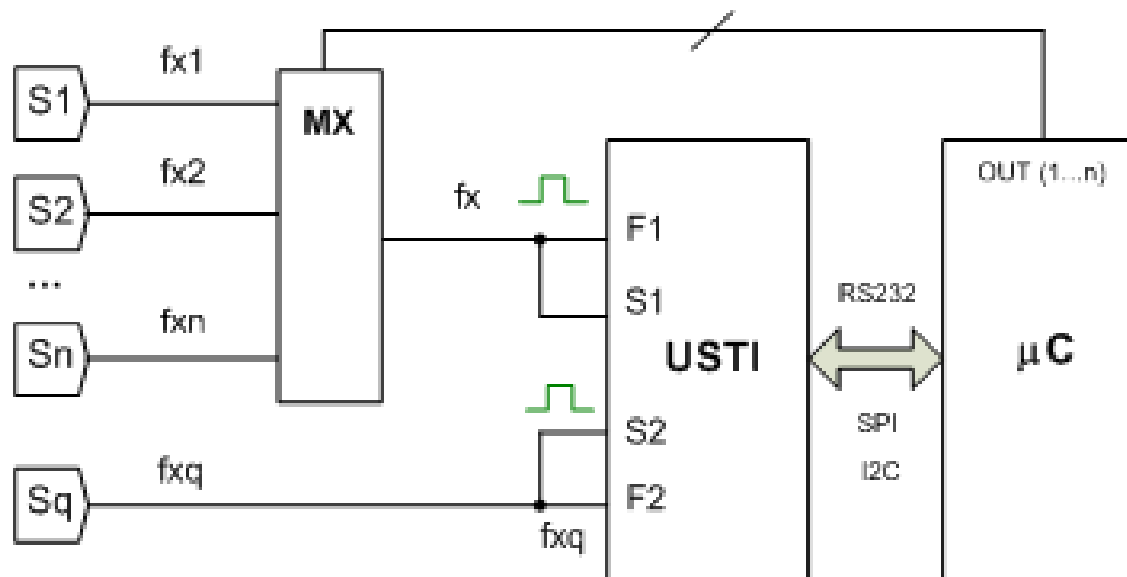 S1
fx1
S2
fx2
...
Sn
fxn
Sq
fxq
MX
fx
F1
S1
USTI
S2
F2
fxq
RS232
SPI
I2C
OUT (1...n)
μC